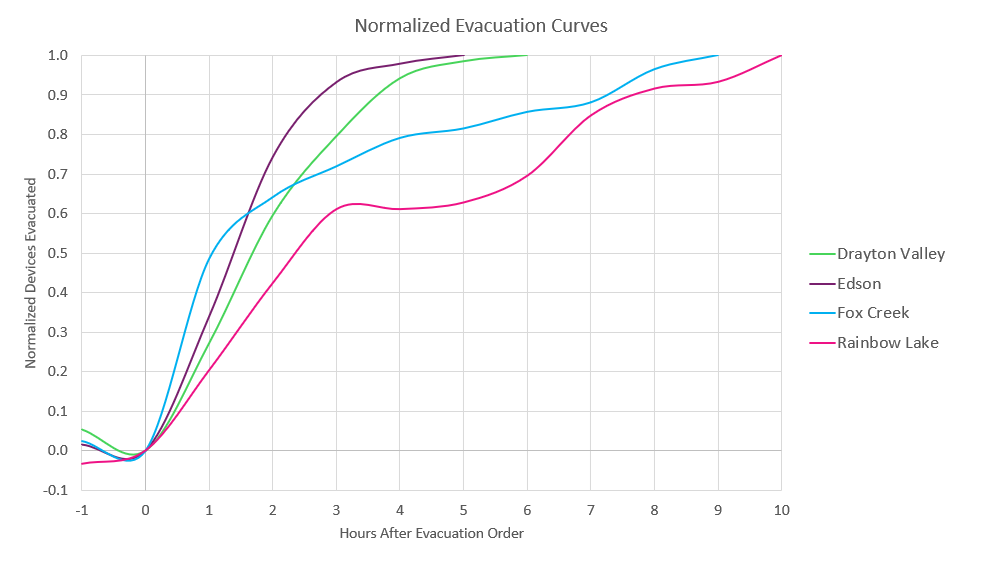 Normalized Evacuation Curves
1.0
0.9
0.8
0.7
0.6
0.5
0.4
0.3
0.2
0.1
0.0
-0.1
Normalized Devices Evacuated
-1 0 1 2 3 4 5 6 7 8 9 10
Hours After Evacuation Order
Drayton Valley
Edson
Fox Creek
Rainbow Lake